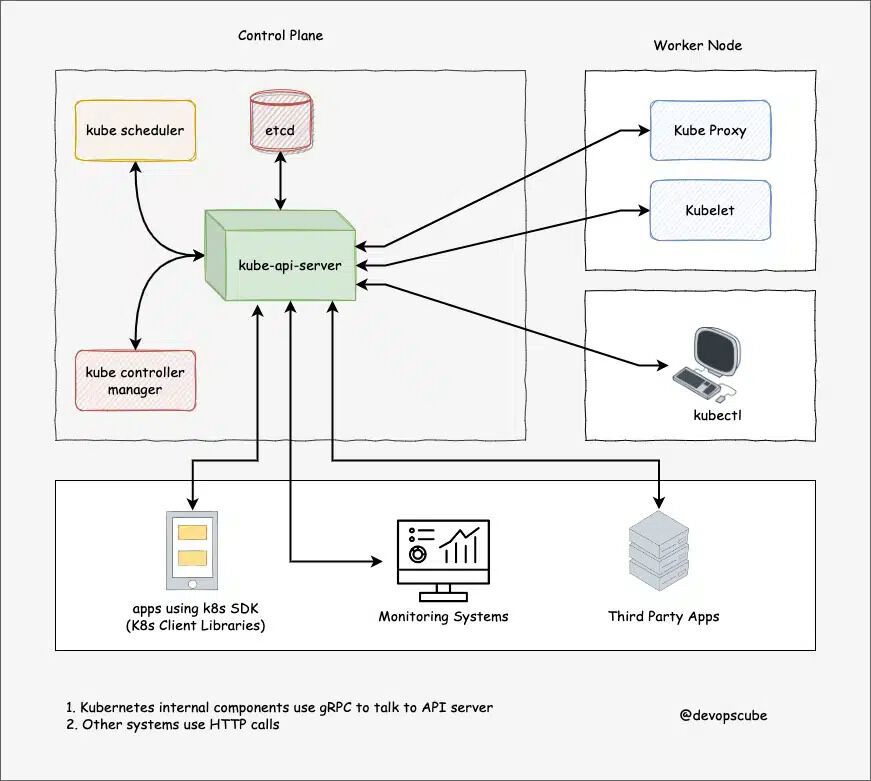 Control Plane
Worker Node
kube scheduler
etcd
Kube Proxy
Kubelet
kube-api-server
kube controller
manager
kubectl
apps using k8s SDK
(K8s Client Libraries)
Monitoring Systems
Third Party Apps
1. Kubernetes internal components use gRPC to talk to API server
2. Other systems use HTTP calls
@devopscube